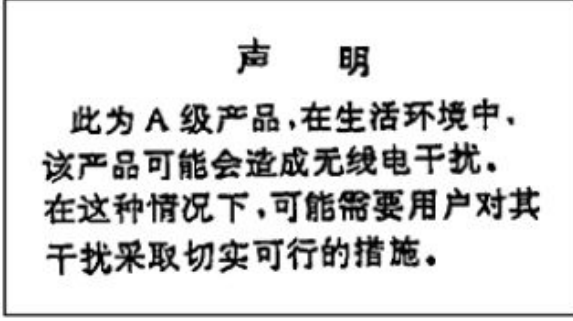 声 明
此为 A 级产品,在生活环境中,
该产品可能会造成无线电干扰。
在这种情况下,可能需要用户对其
干扰采取切实可行的措施。